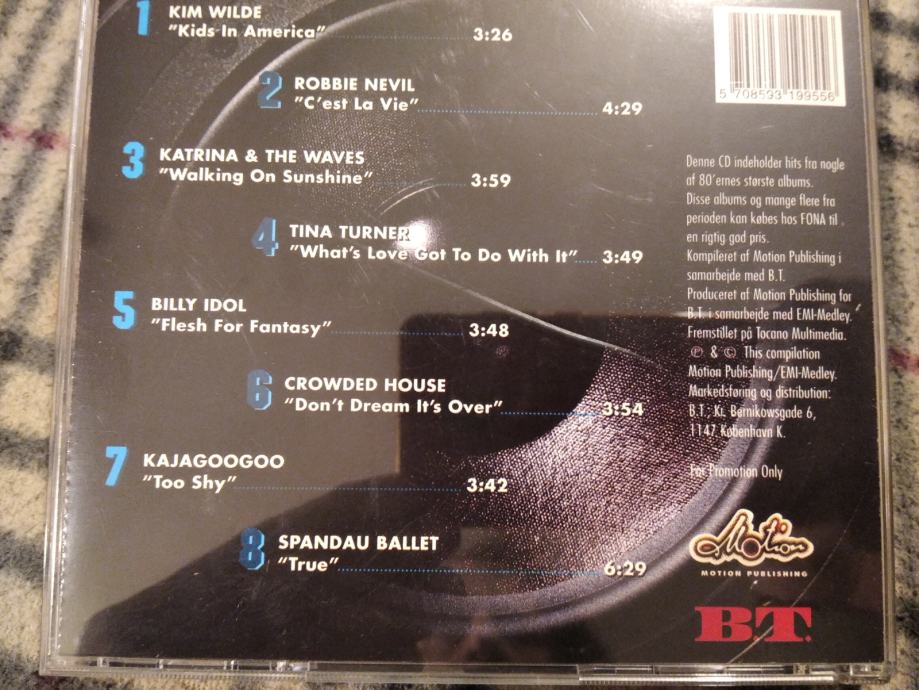 1 KIM WILDE
"Kids In America" 3:26
2 ROBBIE NEVIL
"C'est La Vie" 4:29
3 KATRINA & THE WAVES
"Walking On Sunshine" 3:59
4 TINA TURNER
"What's Love Got To Do With It" 3:49
5 BILLY IDOL
"Flesh For Fantasy" 3:48
6 CROWDED HOUSE
"Don't Dream It's Over" 3:54
7 KAJAGOOGOO
"Too Shy" 3:42
8 SPANDAU BALLET
"True" 6:29
5 708533 199556
Denne CD indeholder hits fra nogle
af 80'ernes største albums.
Disse albums og mange flere fra
perioden kan købes hos FONA til
en rigtig god pris.
Kompileret af Motion Publishing i
samarbejde med B.T.
Produceret af Motion Publishing for
B.T. i samarbejde med EMI-Medley.
Fremstillet på Tocano Multimedia.
℗ & © This compilation
Motion Publishing/EMI-Medley.
Markedsføring og distribution:
B.T., Kr. Bernikowsgade 6,
1147 København K.
For Promotion Only
Motion
MOTION PUBLISHING
B.T.